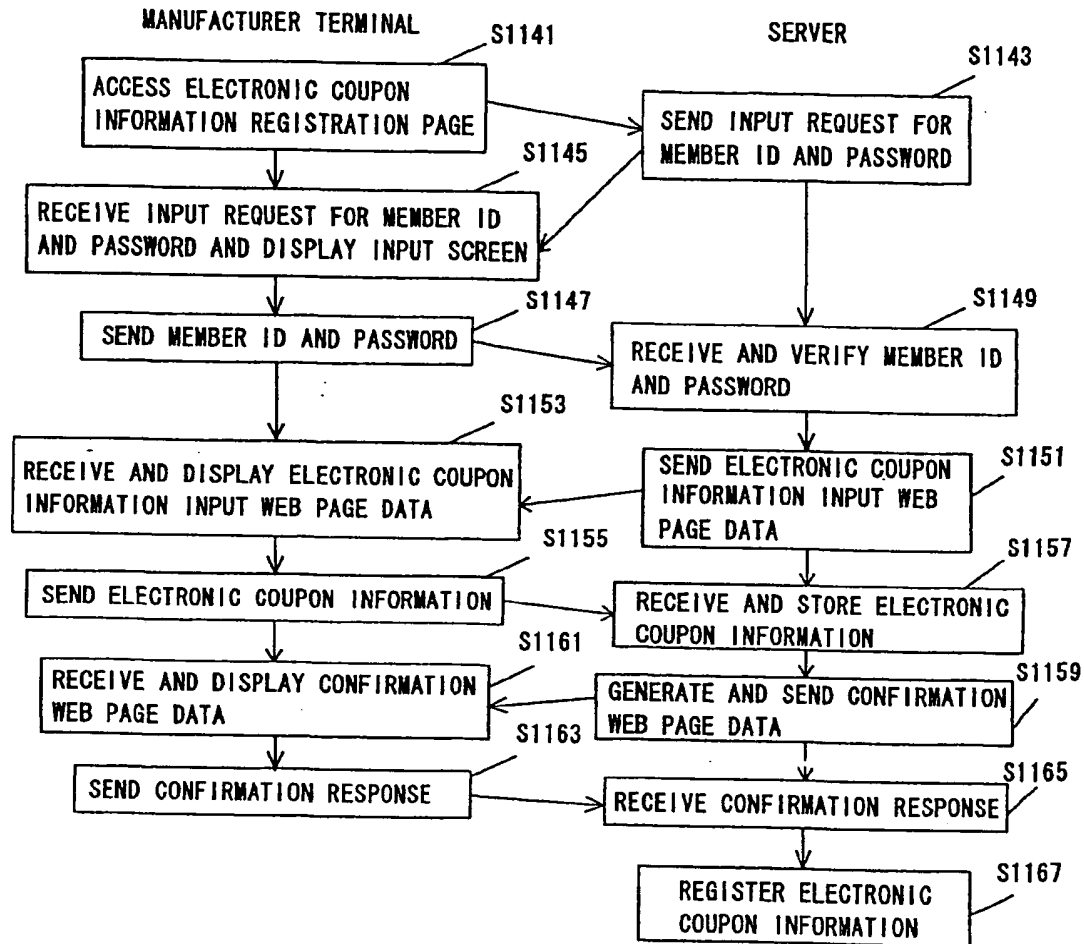 MANUFACTURER TERMINAL
SERVER
S1141
S1143
ACCESS ELECTRONIC COUPON
INFORMATION REGISTRATION PAGE
SEND INPUT REQUEST FOR
MEMBER ID AND PASSWORD
S1145
RECEIVE INPUT REQUEST FOR MEMBER ID
AND PASSWORD AND DISPLAY INPUT SCREEN
S1147
S1149
SEND MEMBER ID AND PASSWORD
RECEIVE AND VERIFY MEMBER ID
AND PASSWORD
S1153
S1151
RECEIVE AND DISPLAY ELECTRONIC COUPON
INFORMATION INPUT WEB PAGE DATA
SEND ELECTRONIC COUPON
INFORMATION INPUT WEB
PAGE DATA
S1155
S1157
SEND ELECTRONIC COUPON INFORMATION
RECEIVE AND STORE ELECTRONIC
COUPON INFORMATION
S1161
S1159
RECEIVE AND DISPLAY CONFIRMATION
WEB PAGE DATA
GENERATE AND SEND CONFIRMATION
WEB PAGE DATA
S1163
S1165
SEND CONFIRMATION RESPONSE
RECEIVE CONFIRMATION RESPONSE
S1167
REGISTER ELECTRONIC
COUPON INFORMATION